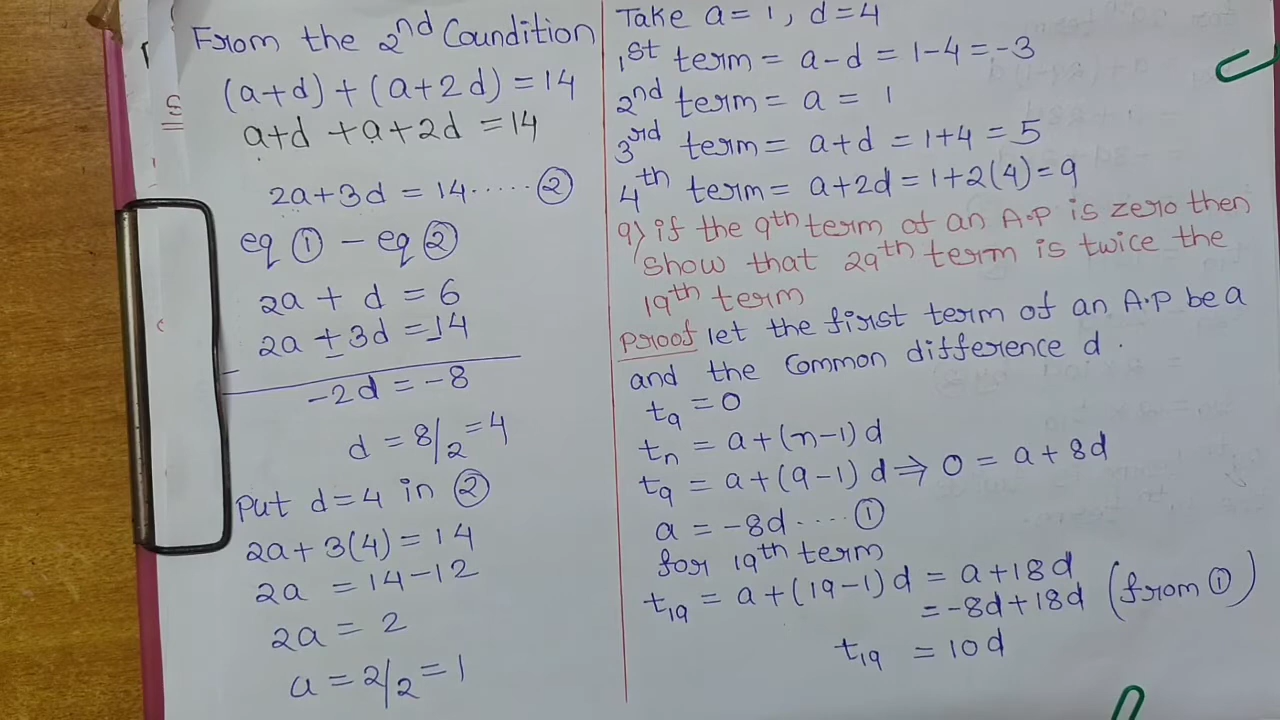 From the 2nd Coundition
(a+d)+(a+2d)=14
a+d +a+2d =14
2a+3d =14.....②
eq ① - eq ②
2a + d = 6
2a ± 3d = 14
-2d = -8
d = 8/2 = 4
Put d=4 in ②
2a+3(4)=14
2a = 14-12
2a = 2
a = 2/2 = 1
Take a=1, d=4
1st term = a-d = 1-4 = -3
2nd term = a = 1
3rd term = a+d = 1+4 = 5
4th term = a+2d = 1+2(4)=9
9) if the 9th term of an A.P is zero then
show that 29th term is twice the
19th term
Proof let the first term of an A.P be a
and the Common difference d.
t9 = 0
tn = a+(n-1)d
t9 = a+(9-1)d ⇒ 0 = a+8d
a = -8d....①
for 19th term
t19 = a+(19-1)d = a+18d
= -8d+18d (from ①)
t19 = 10d